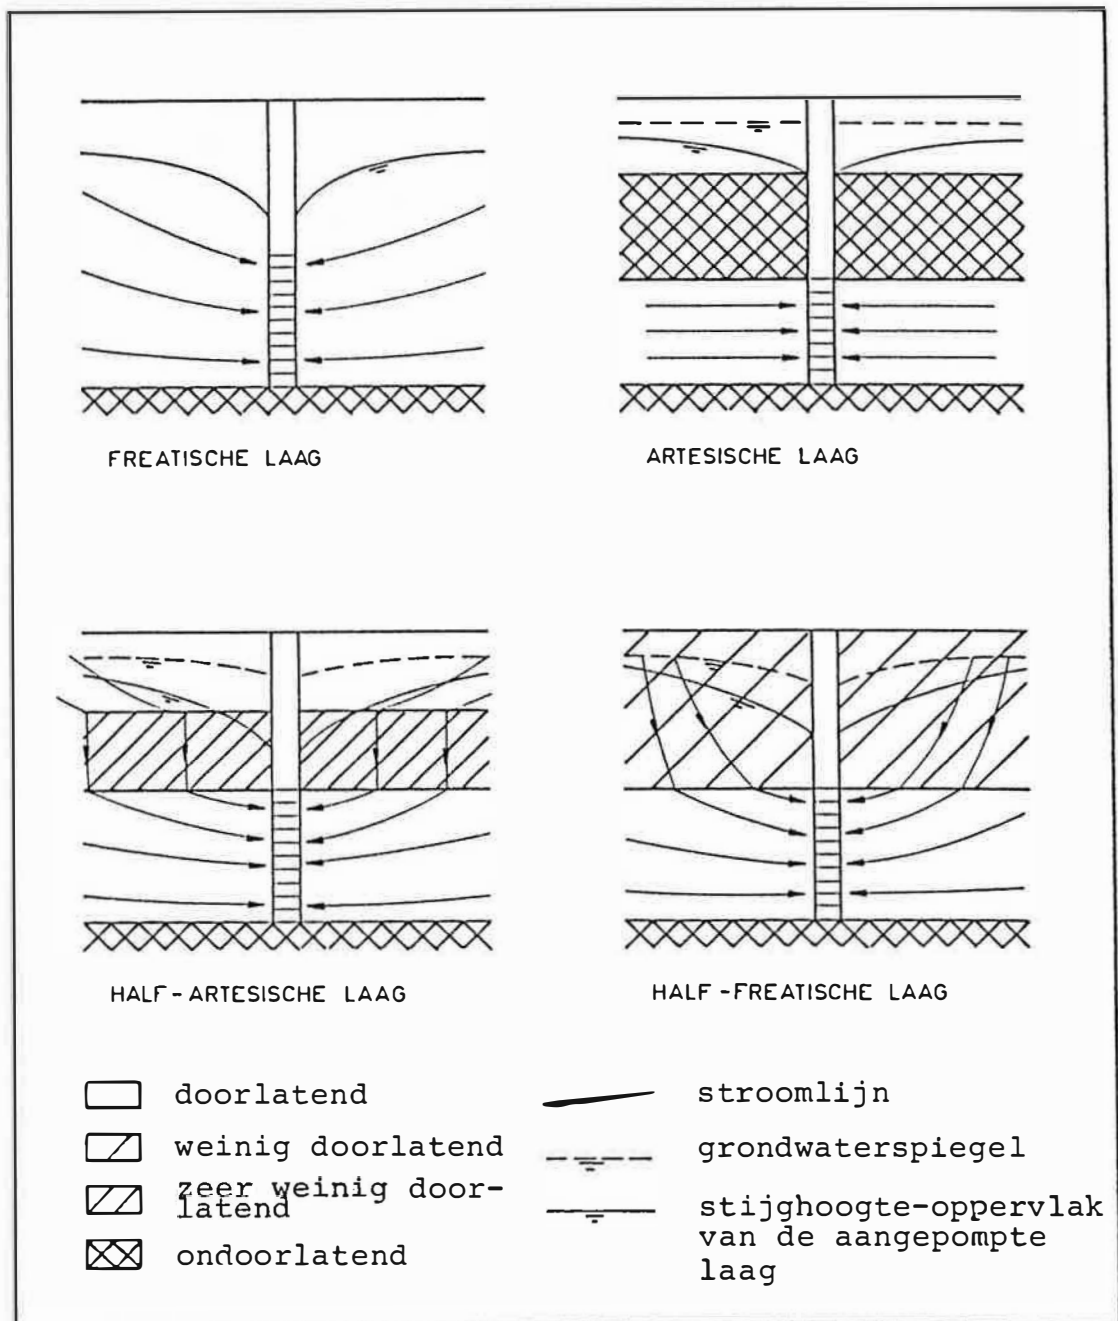 FREATISCHE LAAG
ARTESISCHE LAAG
HALF-ARTESISCHE LAAG
HALF-FREATISCHE LAAG
doorlatend
weinig doorlatend
zeer weinig door-
latend
ondoorlatend
stroomlijn
grondwaterspiegel
stijghoogte-oppervlak
van de aangepompte
laag